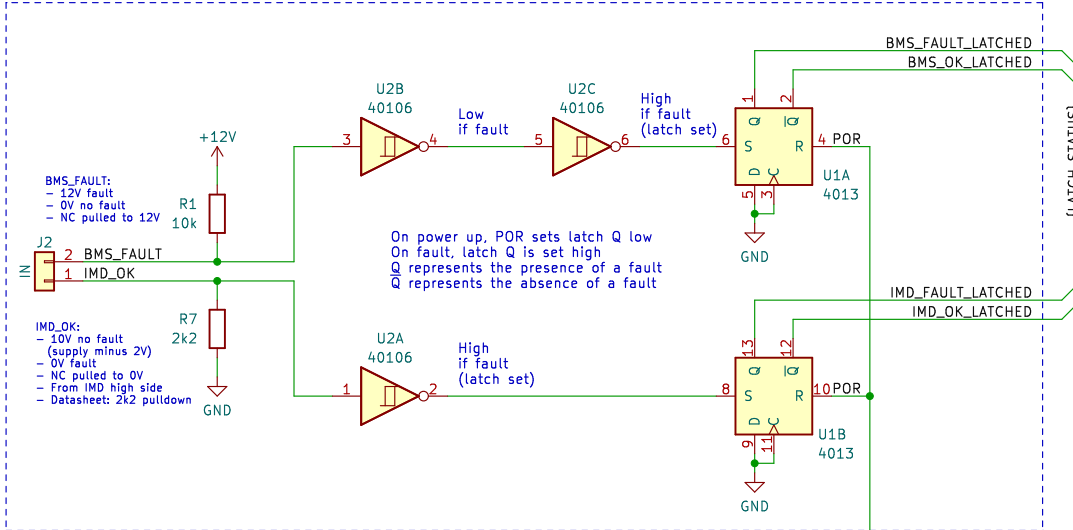 BMS_FAULT_LATCHED
BMS_OK_LATCHED
U2B
40106
U2C
40106
Low
if fault
High
if fault
(latch set)
1
2
Q
Q
3
4
5
6
6
S
R
4
POR
D
C
5
3
U1A
4013
GND
+12V
BMS_FAULT:
- 12V fault
- 0V no fault
- NC pulled to 12V
R1
10k
J2
IN
2
BMS_FAULT
1
IMD_OK
On power up, POR sets latch Q low
On fault, latch Q is set high
Q represents the presence of a fault
Q represents the absence of a fault
[LATCH STATUS]
IMD_FAULT_LATCHED
IMD_OK_LATCHED
IMD_OK:
- 10V no fault
(supply minus 2V)
- 0V fault
- NC pulled to 0V
- From IMD high side
- Datasheet: 2k2 pulldown
R7
2k2
GND
U2A
40106
High
if fault
(latch set)
1
2
13
12
Q
Q
8
S
R
10
POR
D
C
9
11
U1B
4013
GND